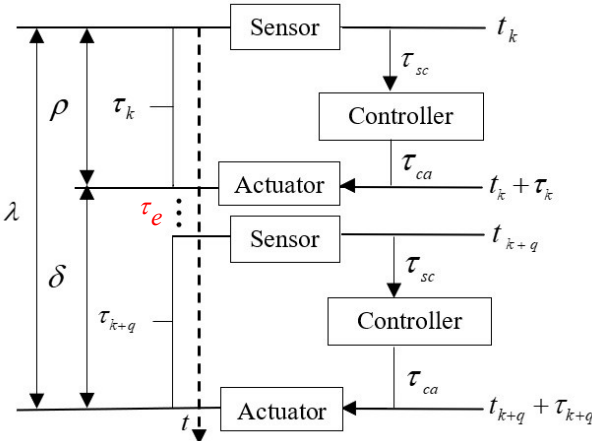 Sensor t_k
τ_sc
ρ τ_k Controller
τ_ca
Actuator t_k + τ_k
λ τ_e ⋮
Sensor t_{k+q}
δ τ_sc
τ_{k+q} Controller
τ_ca
t Actuator t_{k+q} + τ_{k+q}